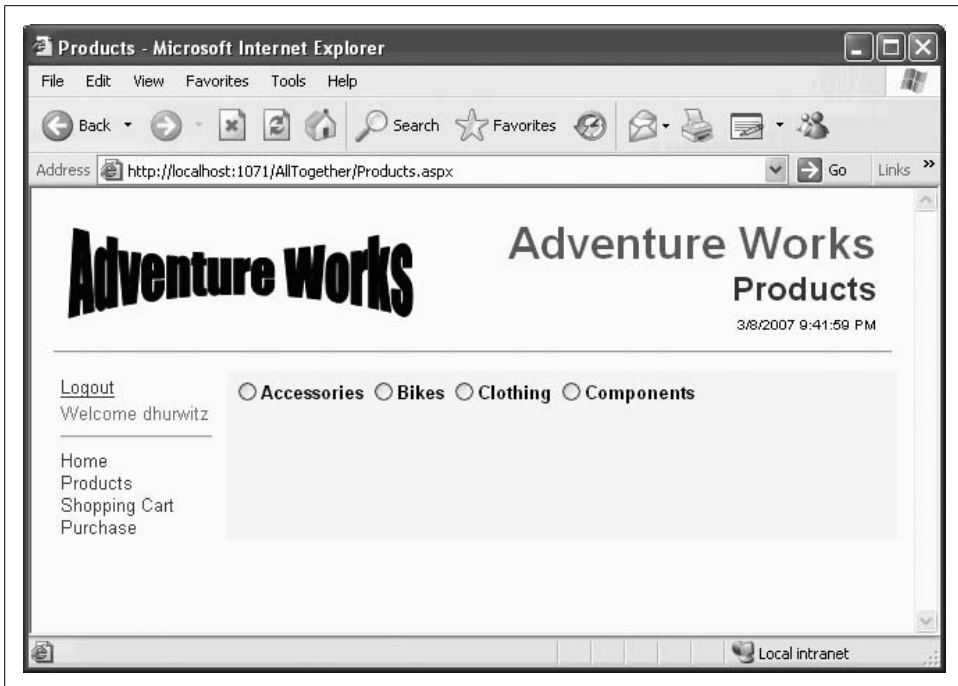 Products - Microsoft Internet Explorer
File Edit View Favorites Tools Help
Back Search Favorites
Address http://localhost:1071/AllTogether/Products.aspx Go Links »
Adventure Works
Adventure Works
Products
3/8/2007 9:41:59 PM
Logout
Welcome dhurwitz
Accessories Bikes Clothing Components
Home
Products
Shopping Cart
Purchase
Local intranet